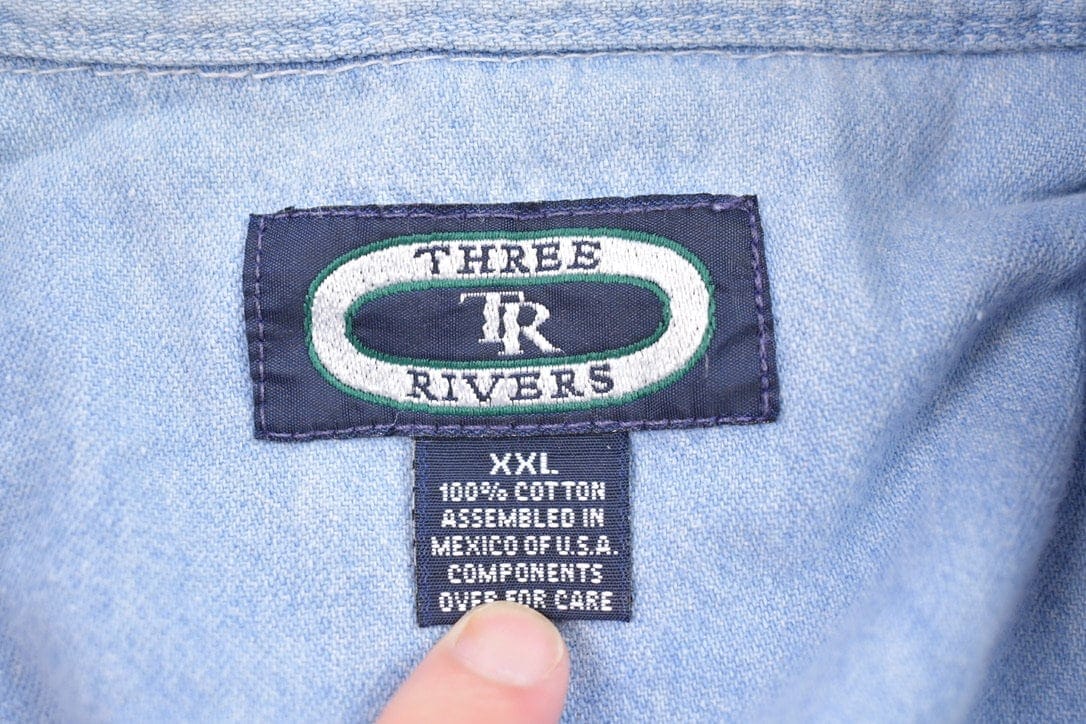 THREE
TR
RIVERS
XXL
100% COTTON
ASSEMBLED IN
MEXICO OF U.S.A.
COMPONENTS
OVER FOR CARE